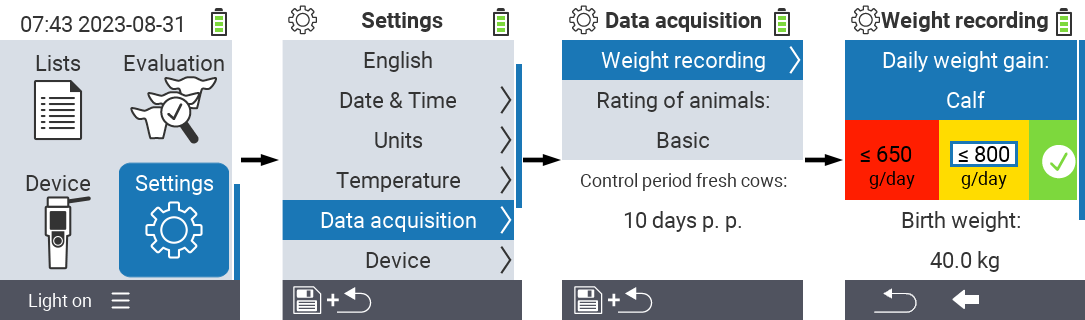 07:43 2023-08-31
Lists
Evaluation
Device
Settings
Light on
Settings
English
Date & Time
Units
Temperature
Data acquisition
Device
+
Data acquisition
Weight recording
Rating of animals:
Basic
Control period fresh cows:
10 days p. p.
+
Weight recording
Daily weight gain:
Calf
≤ 650 ≤ 800
g/day g/day
Birth weight:
40.0 kg